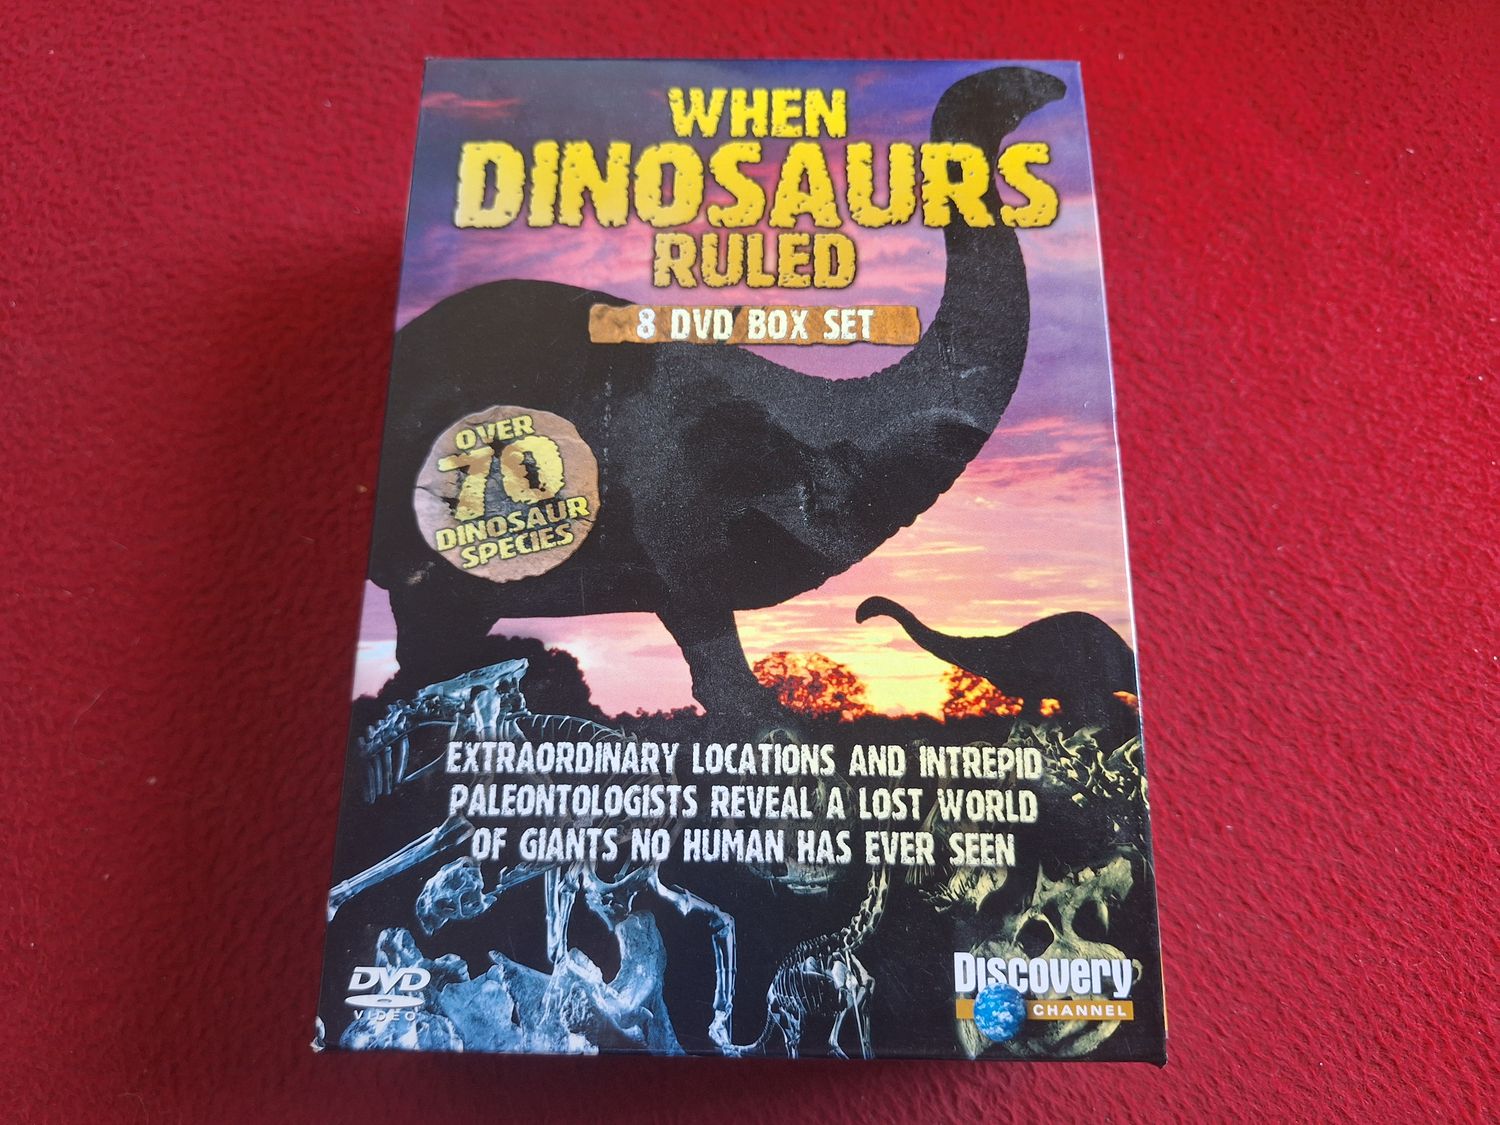 WHEN
DINOSAURS
RULED
8 DVD BOX SET
OVER
70
DINOSAUR
SPECIES
EXTRAORDINARY LOCATIONS AND INTREPID
PALEONTOLOGISTS REVEAL A LOST WORLD
OF GIANTS NO HUMAN HAS EVER SEEN
DVD
VIDEO
Discovery
CHANNEL